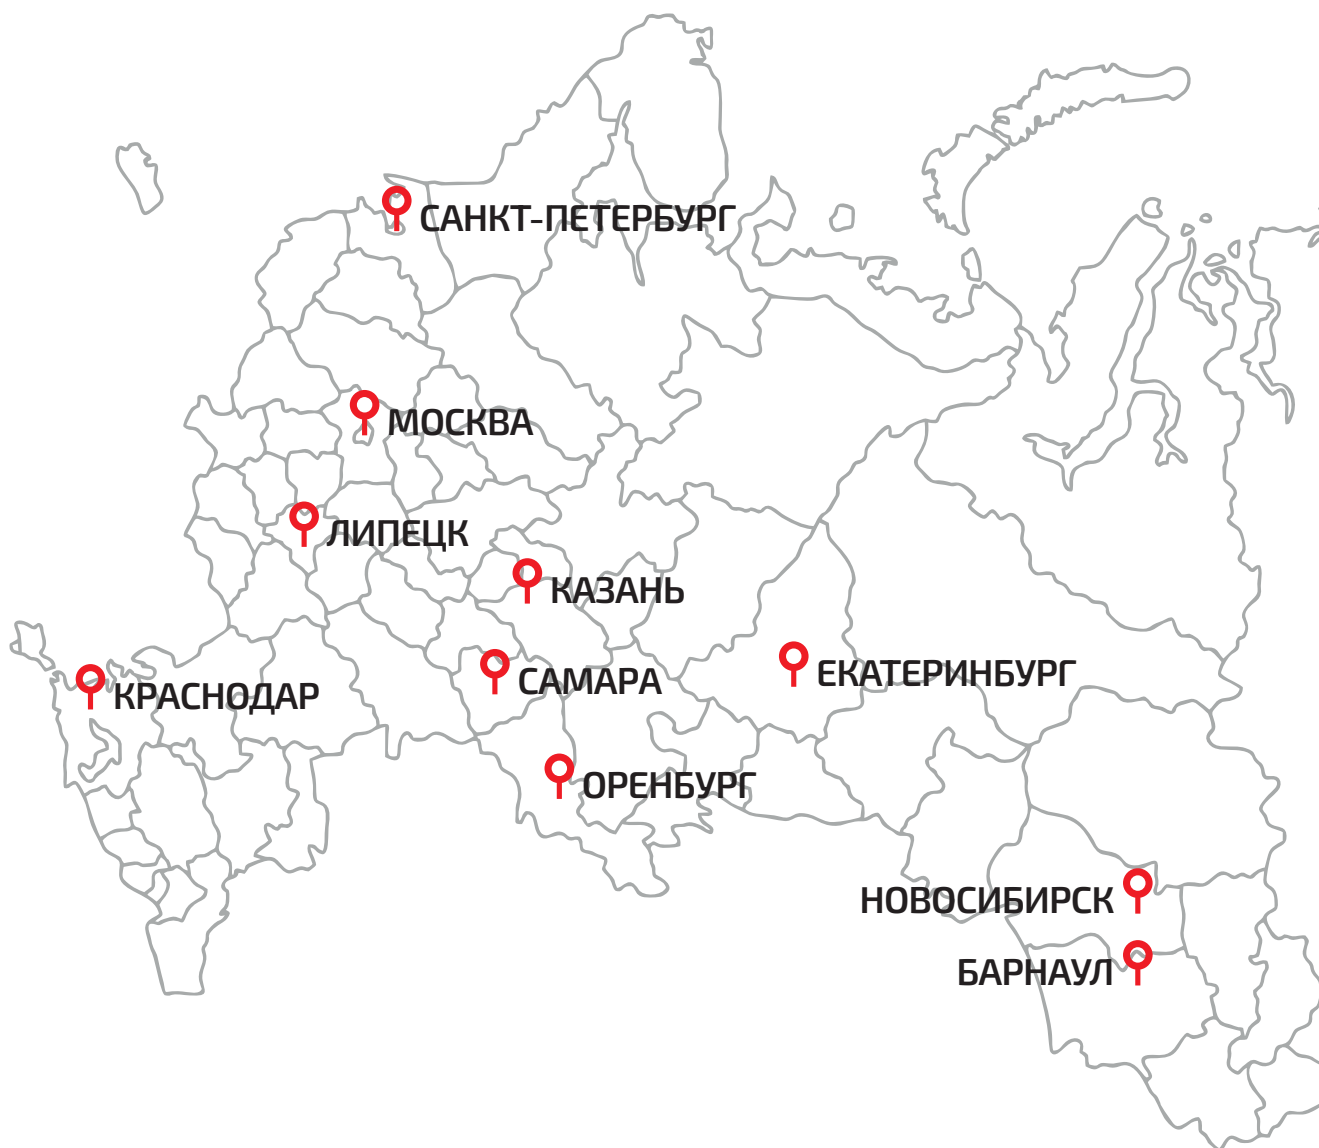 САНКТ-ПЕТЕРБУРГ
МОСКВА
ЛИПЕЦК
КАЗАНЬ
ЕКАТЕРИНБУРГ
САМАРА
КРАСНОДАР
ОРЕНБУРГ
НОВОСИБИРСК
БАРНАУЛ